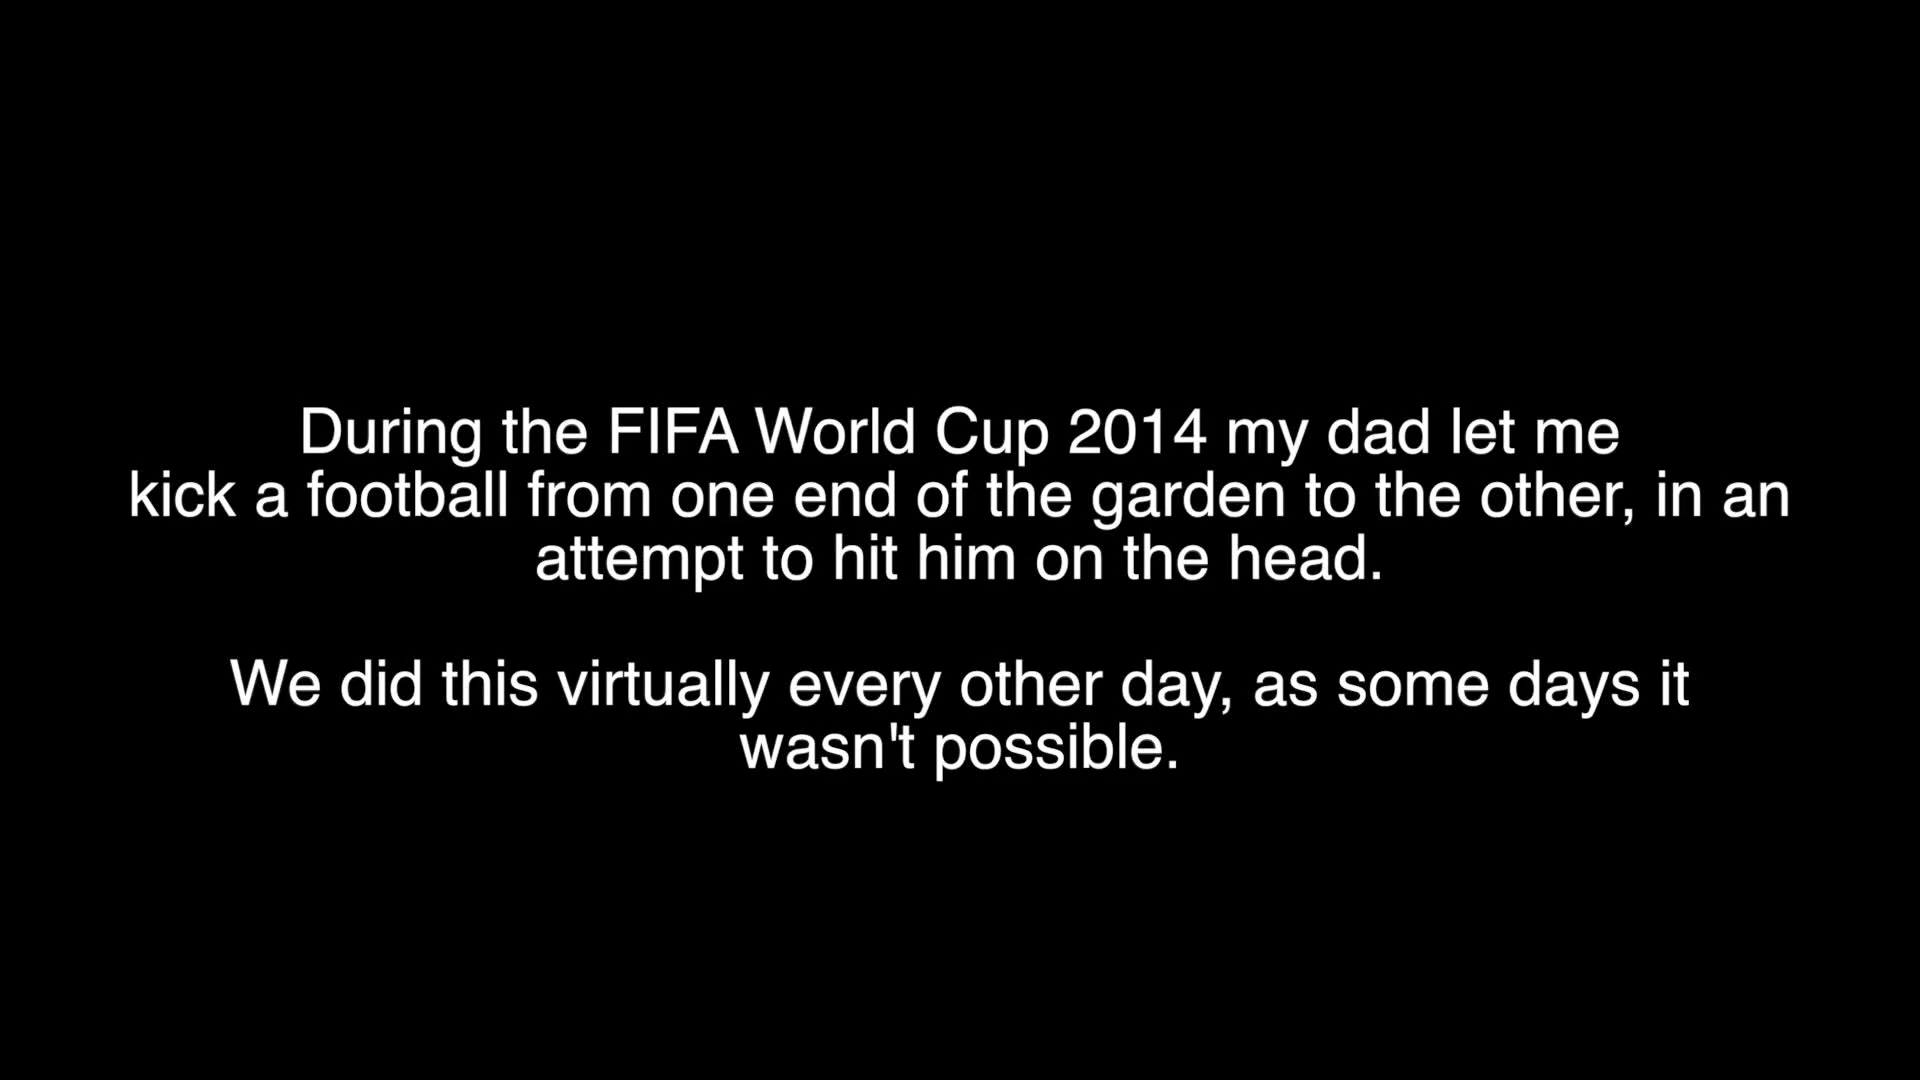 During the FIFA World Cup 2014 my dad let me
kick a football from one end of the garden to the other, in an
attempt to hit him on the head.
We did this virtually every other day, as some days it
wasn't possible.